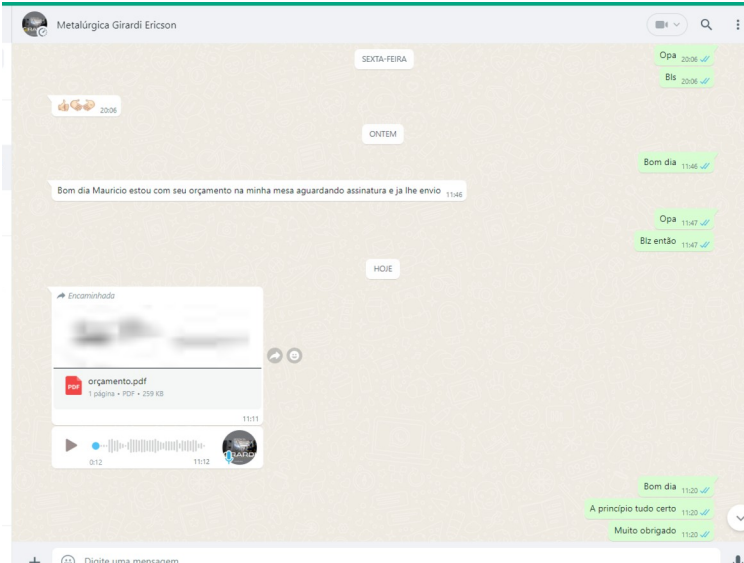 Metalúrgica Girardi Ericson
SEXTA-FEIRA
Opa 20:06
Bls 20:06
20:06
ONTEM
Bom dia 11:46
Bom dia Mauricio estou com seu orçamento na minha mesa aguardando assinatura e ja lhe envio 11:46
Opa 11:47
Blz então 11:47
HOJE
Encaminhada
PDF
orçamento.pdf
1 página • PDF • 259 KB
11:11
0:12 11:12
Bom dia 11:20
A princípio tudo certo 11:20
Muito obrigado 11:20
Digite uma mensagem